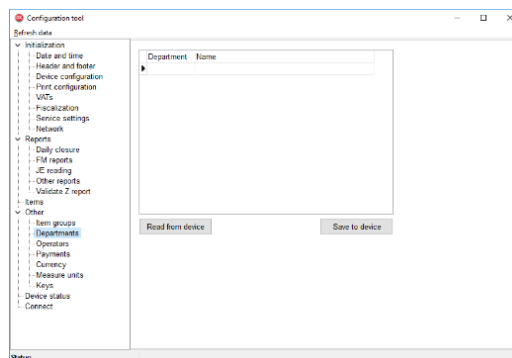 Configuration tool
Refresh data
Initialization
Date and time
Header and footer
Device configuration
Print configuration
VATs
Fiscalization
Service settings
Network
Reports
Daily closure
FM reports
JE reading
Other reports
Validate Z report
Items
Other
Item groups
Departments
Operators
Payments
Currency
Measure units
Keys
Device status
Connect
Department Name
Read from device Save to device
Status: